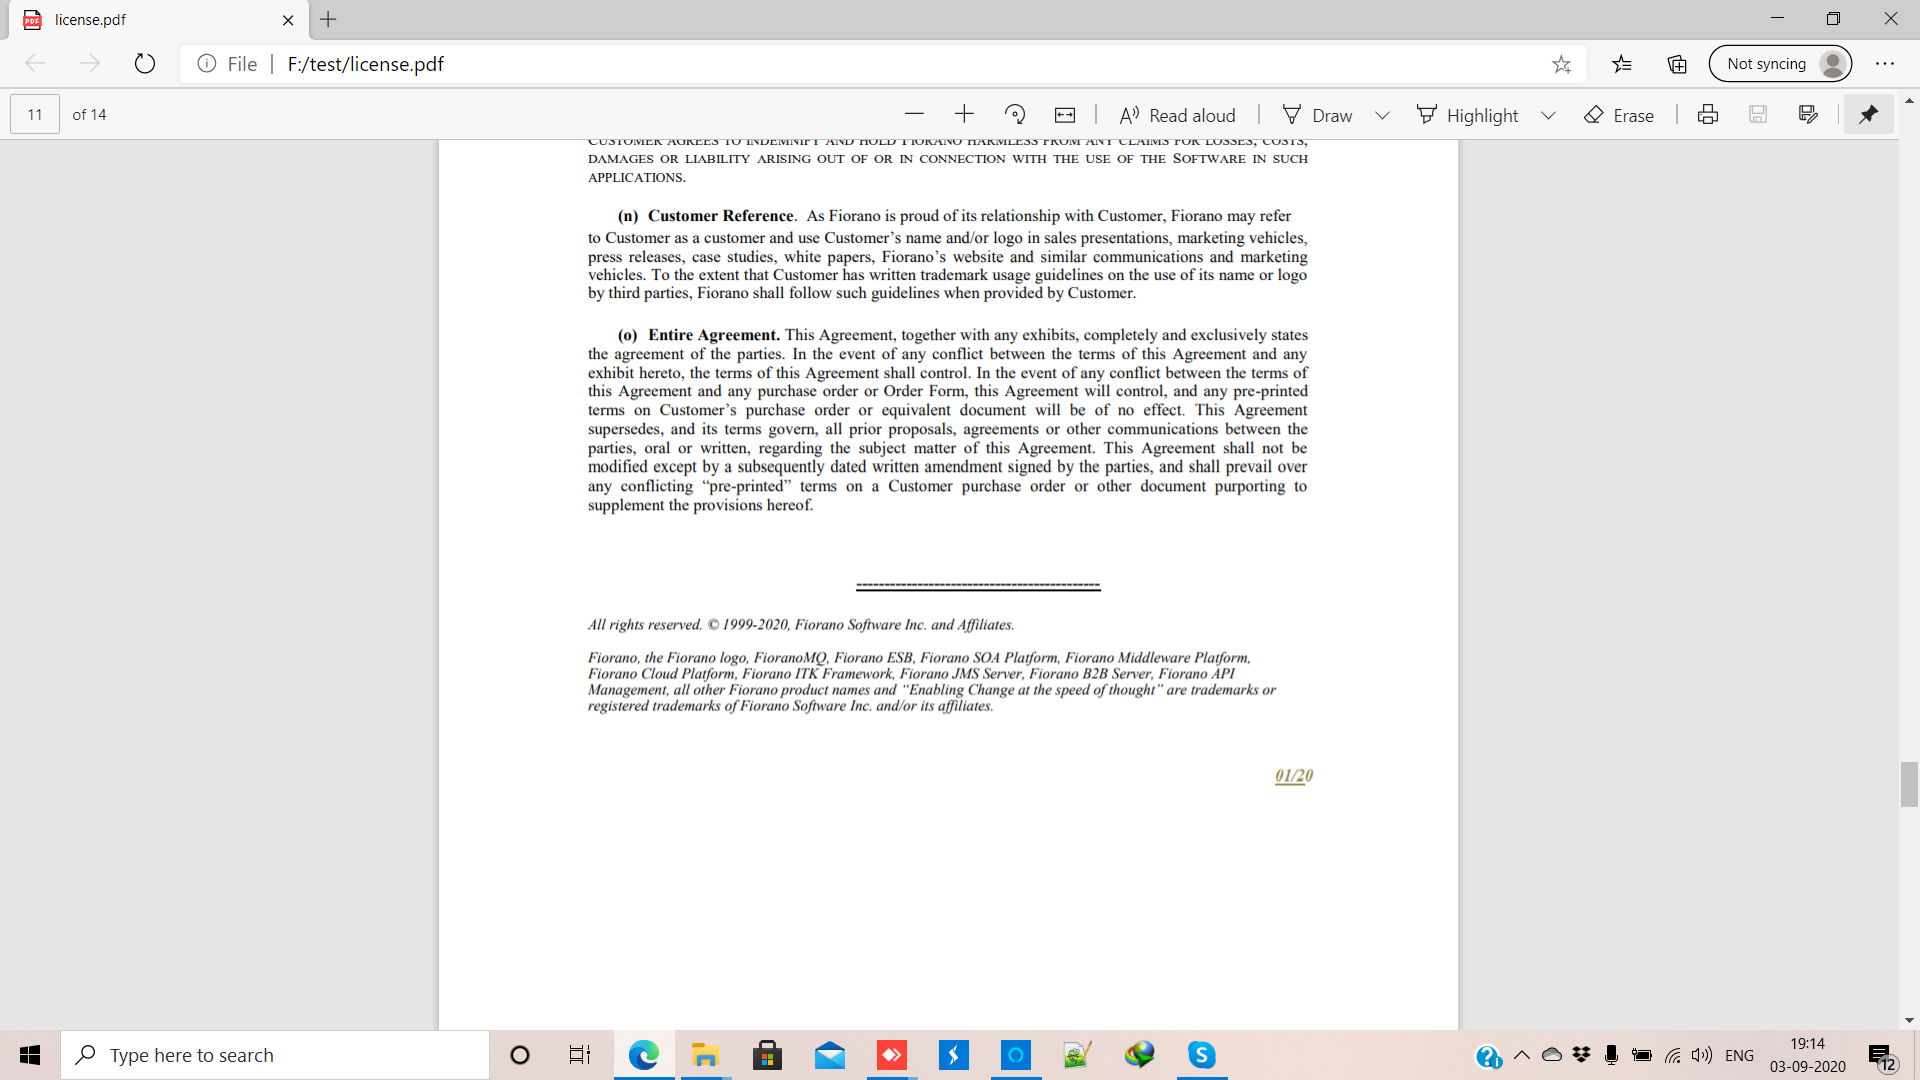 license.pdf
File | F:/test/license.pdf
Not syncing
11 of 14
Read aloud
Draw
Highlight
Erase
CUSTOMER AGREES TO INDEMNIFY AND HOLD FIORANO HARMLESS FROM ANY CLAIMS FOR LOSSES, COSTS,
DAMAGES OR LIABILITY ARISING OUT OF OR IN CONNECTION WITH THE USE OF THE SOFTWARE IN SUCH
APPLICATIONS.
(n) Customer Reference. As Fiorano is proud of its relationship with Customer, Fiorano may refer
to Customer as a customer and use Customer’s name and/or logo in sales presentations, marketing vehicles,
press releases, case studies, white papers, Fiorano’s website and similar communications and marketing
vehicles. To the extent that Customer has written trademark usage guidelines on the use of its name or logo
by third parties, Fiorano shall follow such guidelines when provided by Customer.
(o) Entire Agreement. This Agreement, together with any exhibits, completely and exclusively states
the agreement of the parties. In the event of any conflict between the terms of this Agreement and any
exhibit hereto, the terms of this Agreement shall control. In the event of any conflict between the terms of
this Agreement and any purchase order or Order Form, this Agreement will control, and any pre-printed
terms on Customer’s purchase order or equivalent document will be of no effect. This Agreement
supersedes, and its terms govern, all prior proposals, agreements or other communications between the
parties, oral or written, regarding the subject matter of this Agreement. This Agreement shall not be
modified except by a subsequently dated written amendment signed by the parties, and shall prevail over
any conflicting “pre-printed” terms on a Customer purchase order or other document purporting to
supplement the provisions hereof.
All rights reserved. © 1999-2020, Fiorano Software Inc. and Affiliates.
Fiorano, the Fiorano logo, FioranoMQ, Fiorano ESB, Fiorano SOA Platform, Fiorano Middleware Platform,
Fiorano Cloud Platform, Fiorano ITK Framework, Fiorano JMS Server, Fiorano B2B Server, Fiorano API
Management, all other Fiorano product names and “Enabling Change at the speed of thought” are trademarks or
registered trademarks of Fiorano Software Inc. and/or its affiliates.
01/20
Type here to search
ENG
19:14
03-09-2020
12